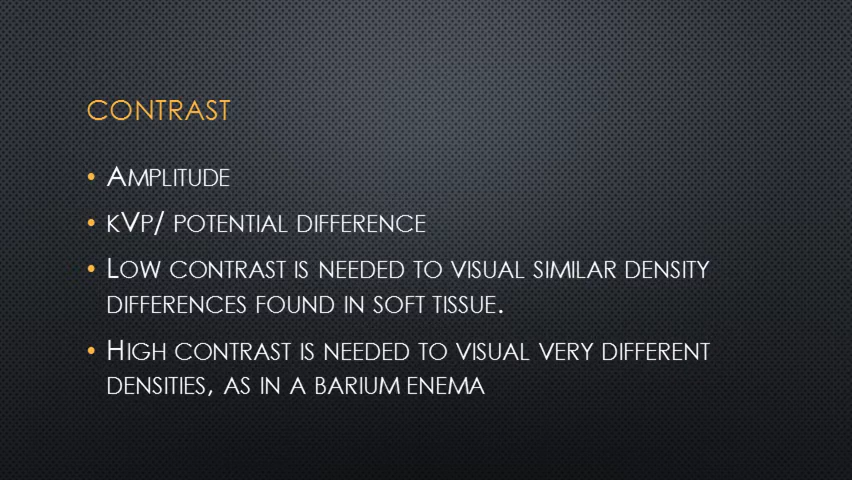 CONTRAST
• AMPLITUDE
• KVP/ POTENTIAL DIFFERENCE
• LOW CONTRAST IS NEEDED TO VISUAL SIMILAR DENSITY
DIFFERENCES FOUND IN SOFT TISSUE.
• HIGH CONTRAST IS NEEDED TO VISUAL VERY DIFFERENT
DENSITIES, AS IN A BARIUM ENEMA